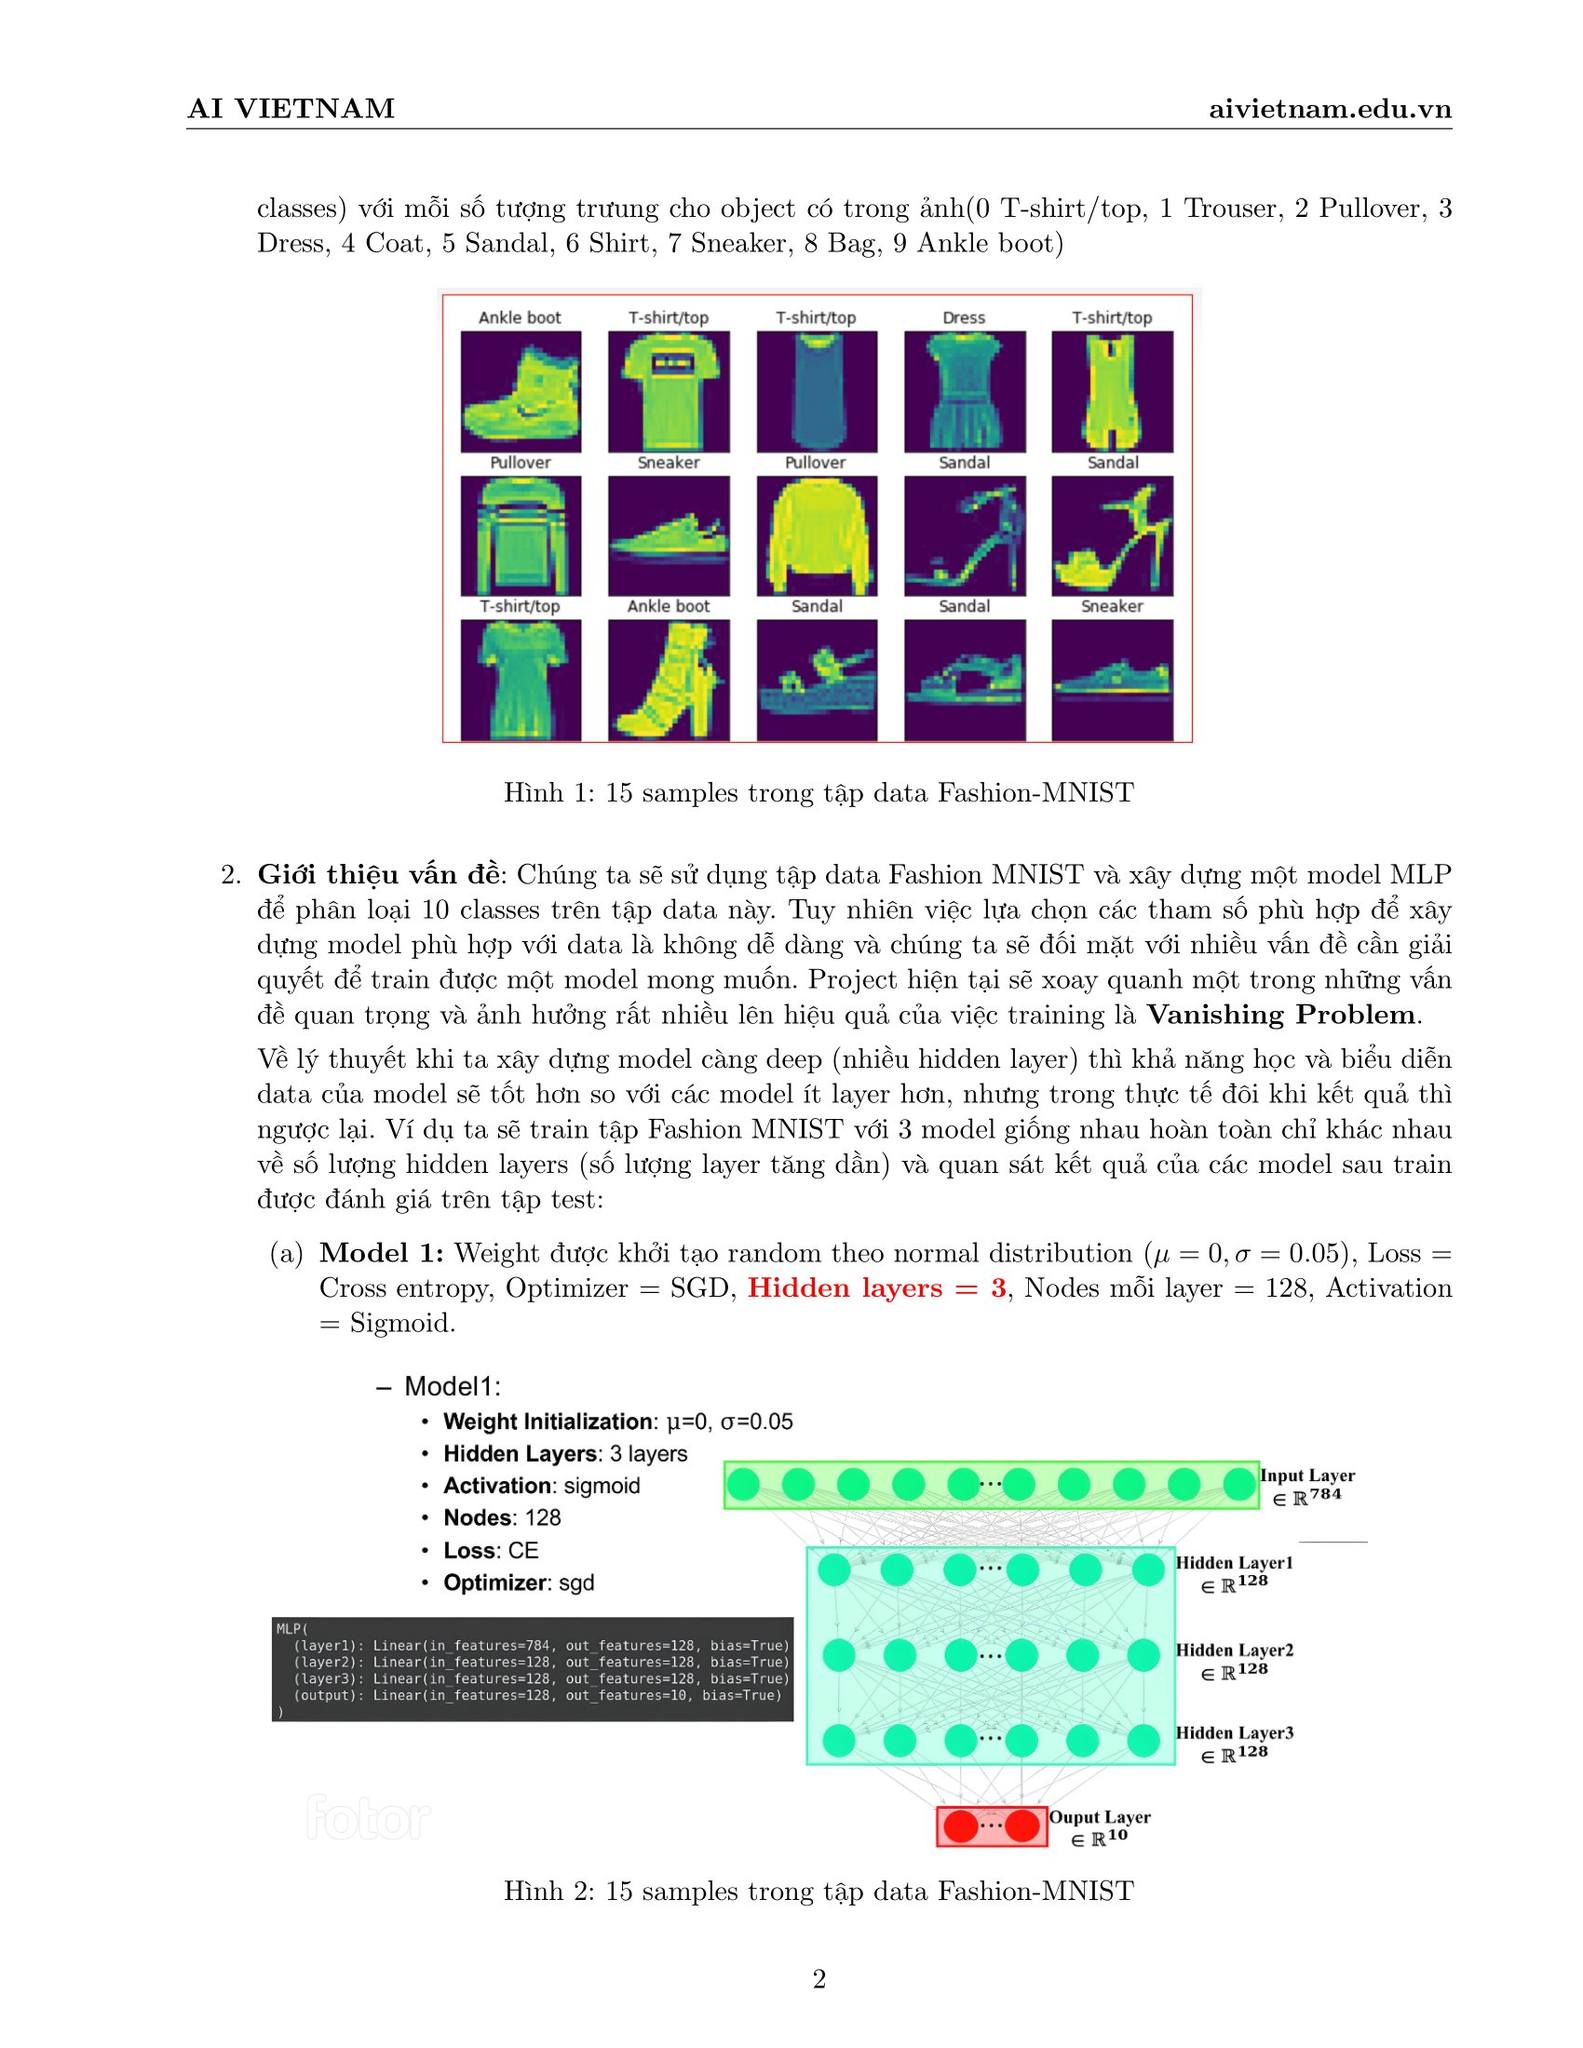 AI VIETNAM aivietnam.edu.vn
classes) với mỗi số tượng trưung cho object có trong ảnh(0 T-shirt/top, 1 Trouser, 2 Pullover, 3
Dress, 4 Coat, 5 Sandal, 6 Shirt, 7 Sneaker, 8 Bag, 9 Ankle boot)
Ankle boot T-shirt/top T-shirt/top Dress T-shirt/top
Pullover Sneaker Pullover Sandal Sandal
T-shirt/top Ankle boot Sandal Sandal Sneaker
Hình 1: 15 samples trong tập data Fashion-MNIST
2. Giới thiệu vấn đề: Chúng ta sẽ sử dụng tập data Fashion MNIST và xây dựng một model MLP
để phân loại 10 classes trên tập data này. Tuy nhiên việc lựa chọn các tham số phù hợp để xây
dựng model phù hợp với data là không dễ dàng và chúng ta sẽ đối mặt với nhiều vấn đề cần giải
quyết để train được một model mong muốn. Project hiện tại sẽ xoay quanh một trong những vấn
đề quan trọng và ảnh hưởng rất nhiều lên hiệu quả của việc training là Vanishing Problem.
Về lý thuyết khi ta xây dựng model càng deep (nhiều hidden layer) thì khả năng học và biểu diễn
data của model sẽ tốt hơn so với các model ít layer hơn, nhưng trong thực tế đôi khi kết quả thì
ngược lại. Ví dụ ta sẽ train tập Fashion MNIST với 3 model giống nhau hoàn toàn chỉ khác nhau
về số lượng hidden layers (số lượng layer tăng dần) và quan sát kết quả của các model sau train
được đánh giá trên tập test:
(a) Model 1: Weight được khởi tạo random theo normal distribution (μ = 0, σ = 0.05), Loss =
Cross entropy, Optimizer = SGD, Hidden layers = 3, Nodes mỗi layer = 128, Activation
= Sigmoid.
– Model1:
• Weight Initialization: μ=0, σ=0.05
• Hidden Layers: 3 layers
• Activation: sigmoid
• Nodes: 128
• Loss: CE
• Optimizer: sgd
MLP(
(layer1): Linear(in_features=784, out_features=128, bias=True)
(layer2): Linear(in_features=128, out_features=128, bias=True)
(layer3): Linear(in_features=128, out_features=128, bias=True)
(output): Linear(in_features=128, out_features=10, bias=True)
)
Input Layer
∈ ℝ^784
Hidden Layer1
∈ ℝ^128
Hidden Layer2
∈ ℝ^128
Hidden Layer3
∈ ℝ^128
Ouput Layer
∈ ℝ^10
fotor
Hình 2: 15 samples trong tập data Fashion-MNIST
2